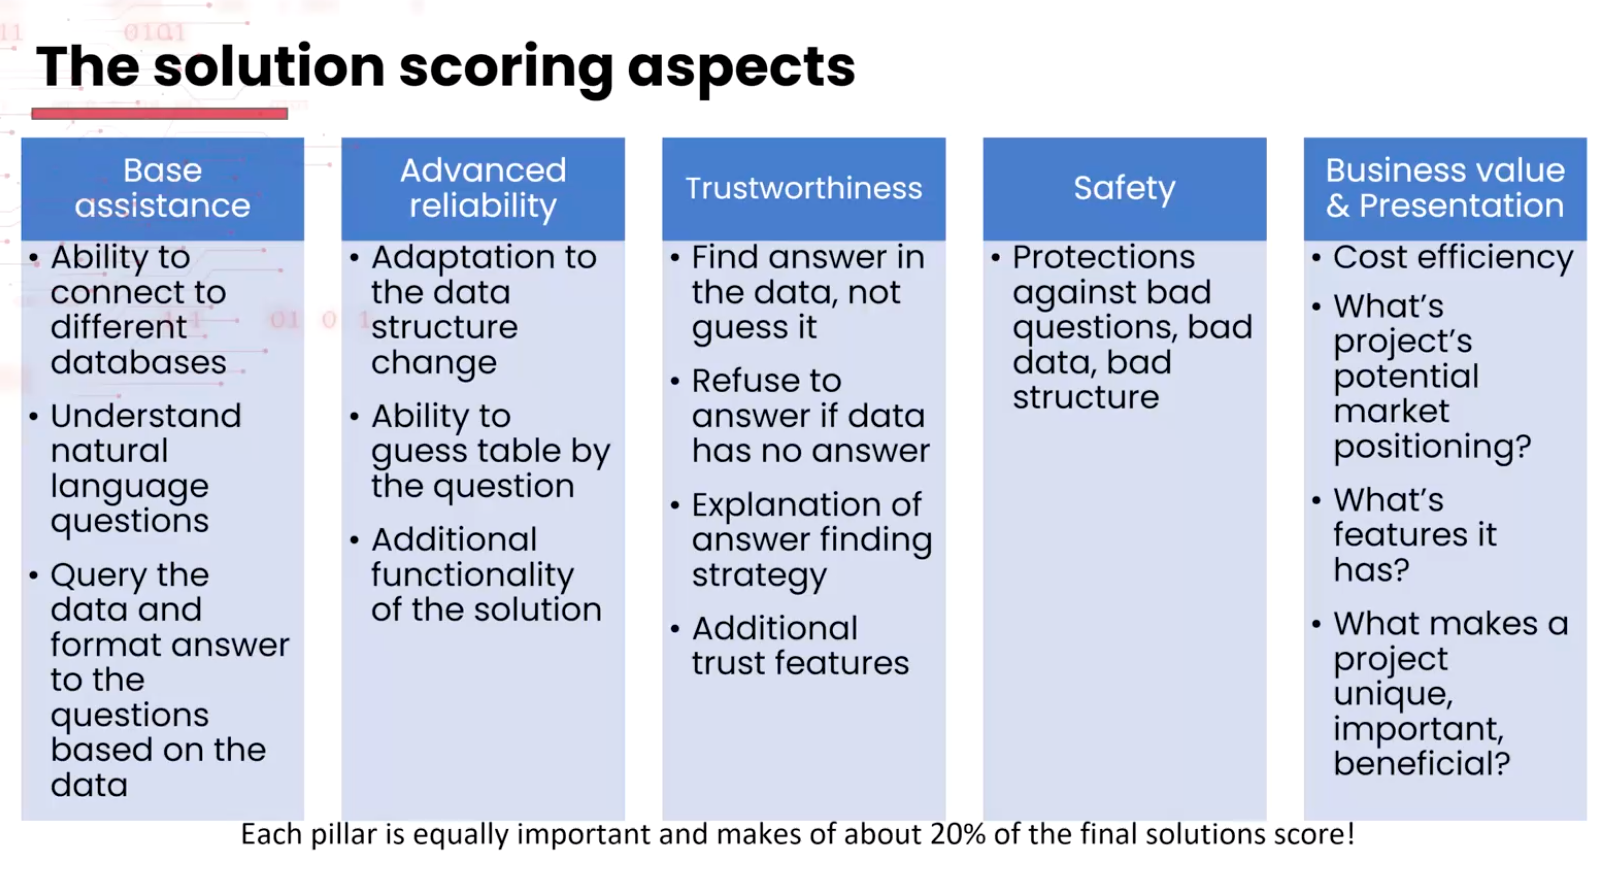 The solution scoring aspects
Base
assistance
• Ability to
connect to
different
databases
• Understand
natural
language
questions
• Query the
data and
format answer
to the
questions
based on the
data
Advanced
reliability
• Adaptation to
the data
structure
change
• Ability to
guess table by
the question
• Additional
functionality
of the solution
Trustworthiness
• Find answer in
the data, not
guess it
• Refuse to
answer if data
has no answer
• Explanation of
answer finding
strategy
• Additional
trust features
Safety
• Protections
against bad
questions, bad
data, bad
structure
Business value
& Presentation
• Cost efficiency
• What's
project's
potential
market
positioning?
• What's
features it
has?
• What makes a
project
unique,
important,
beneficial?
Each pillar is equally important and makes of about 20% of the final solutions score!